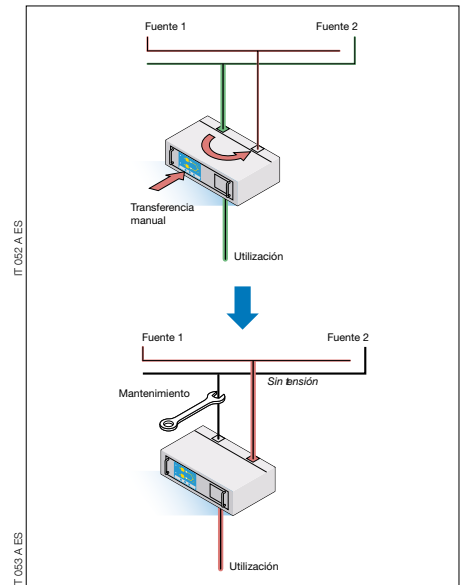 Fuente 1
Fuente 2
Transferencia
manual
Utilización
IT 052 A ES
Fuente 1
Fuente 2
Sin tensión
Mantenimiento
Utilización
IT 053 A ES